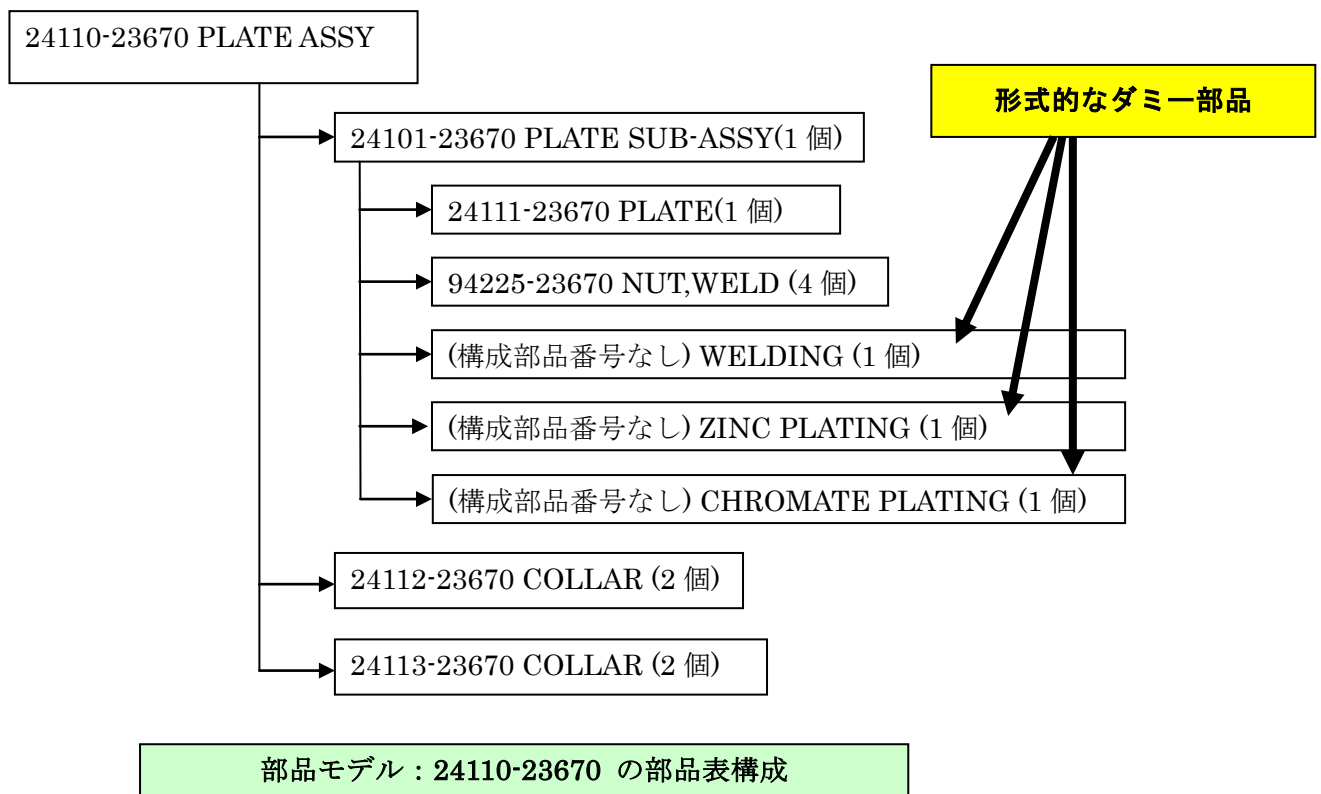 24110-23670 PLATE ASSY
形式的なダミー部品
24101-23670 PLATE SUB-ASSY(1 個)
24111-23670 PLATE(1 個)
94225-23670 NUT,WELD (4 個)
(構成部品番号なし) WELDING (1 個)
(構成部品番号なし) ZINC PLATING (1 個)
(構成部品番号なし) CHROMATE PLATING (1 個)
24112-23670 COLLAR (2 個)
24113-23670 COLLAR (2 個)
部品モデル：24110-23670 の部品表構成